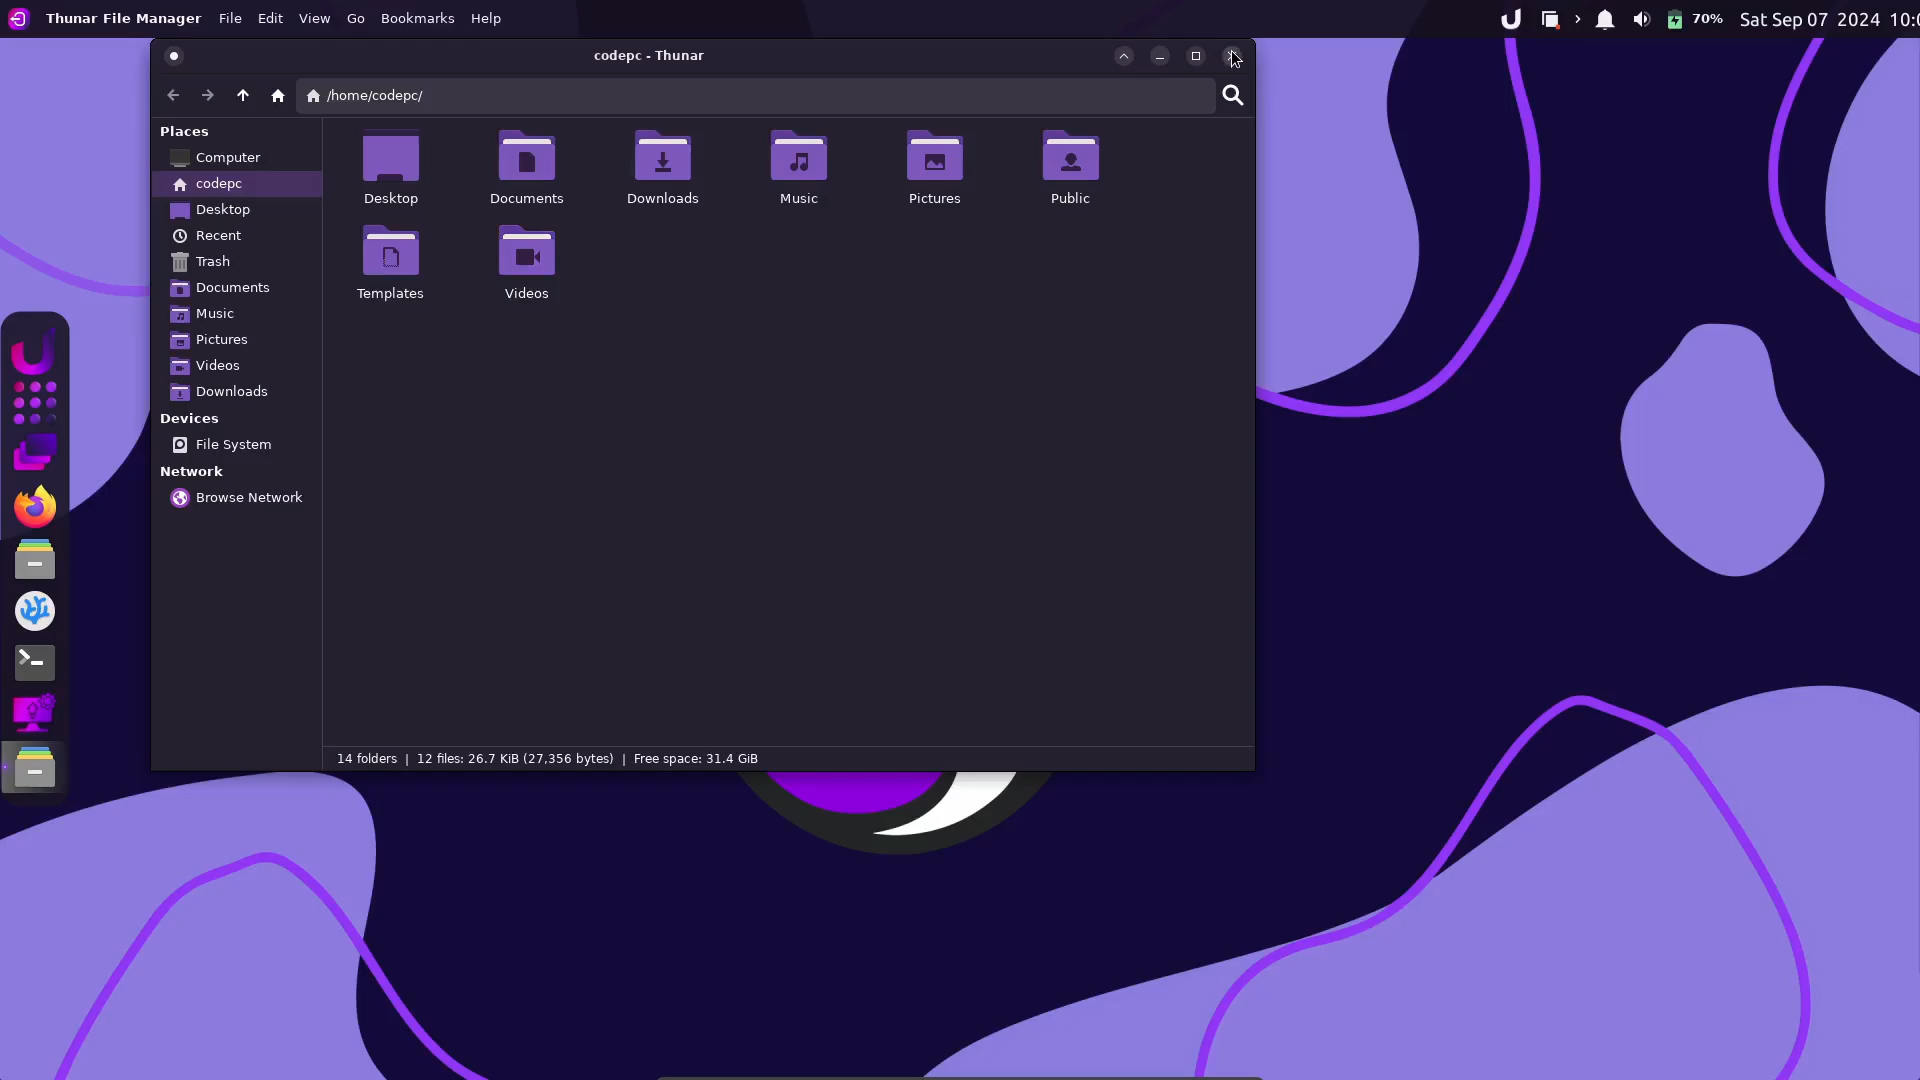 Thunar File Manager File Edit View Go Bookmarks Help 70% Sat Sep 07 2024 10:
codepc - Thunar
/home/codepc/
Places
Computer
codepc
Desktop
Recent
Trash
Documents
Music
Pictures
Videos
Downloads
Devices
File System
Network
Browse Network
Desktop Documents Downloads Music Pictures Public
Templates Videos
14 folders | 12 files: 26.7 KiB (27,356 bytes) | Free space: 31.4 GiB